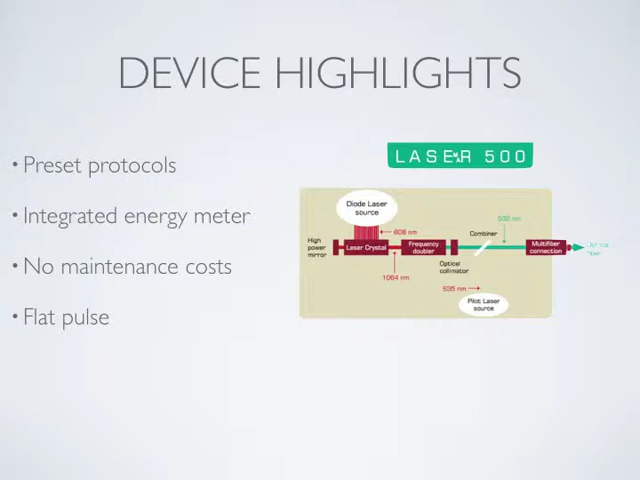 DEVICE HIGHLIGHTS
• Preset protocols
• Integrated energy meter
• No maintenance costs
• Flat pulse
LASER 500
Diode Laser
source
808 nm
532 nm
Combiner
High
power
mirror
Laser Crystal
Frequency
doubler
Multifiber
connection
Optical
collimator
1064 nm
635 nm
Pilot Laser
source